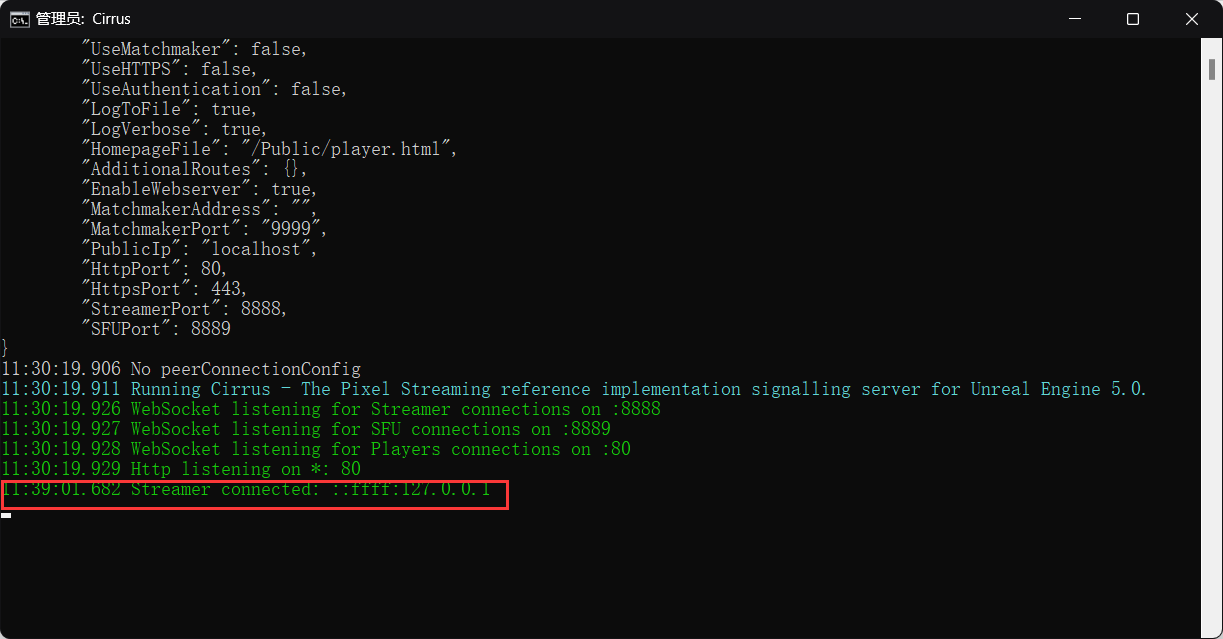 管理员: Cirrus
"UseMatchmaker": false,
"UseHTTPS": false,
"UseAuthentication": false,
"LogToFile": true,
"LogVerbose": true,
"HomepageFile": "/Public/player.html",
"AdditionalRoutes": {},
"EnableWebserver": true,
"MatchmakerAddress": "",
"MatchmakerPort": "9999",
"PublicIp": "localhost",
"HttpPort": 80,
"HttpsPort": 443,
"StreamerPort": 8888,
"SFUPort": 8889
}
11:30:19.906 No peerConnectionConfig
11:30:19.911 Running Cirrus - The Pixel Streaming reference implementation signalling server for Unreal Engine 5.0.
11:30:19.926 WebSocket listening for Streamer connections on :8888
11:30:19.927 WebSocket listening for SFU connections on :8889
11:30:19.928 WebSocket listening for Players connections on :80
11:30:19.929 Http listening on *: 80
11:39:01.682 Streamer connected: ::ffff:127.0.0.1